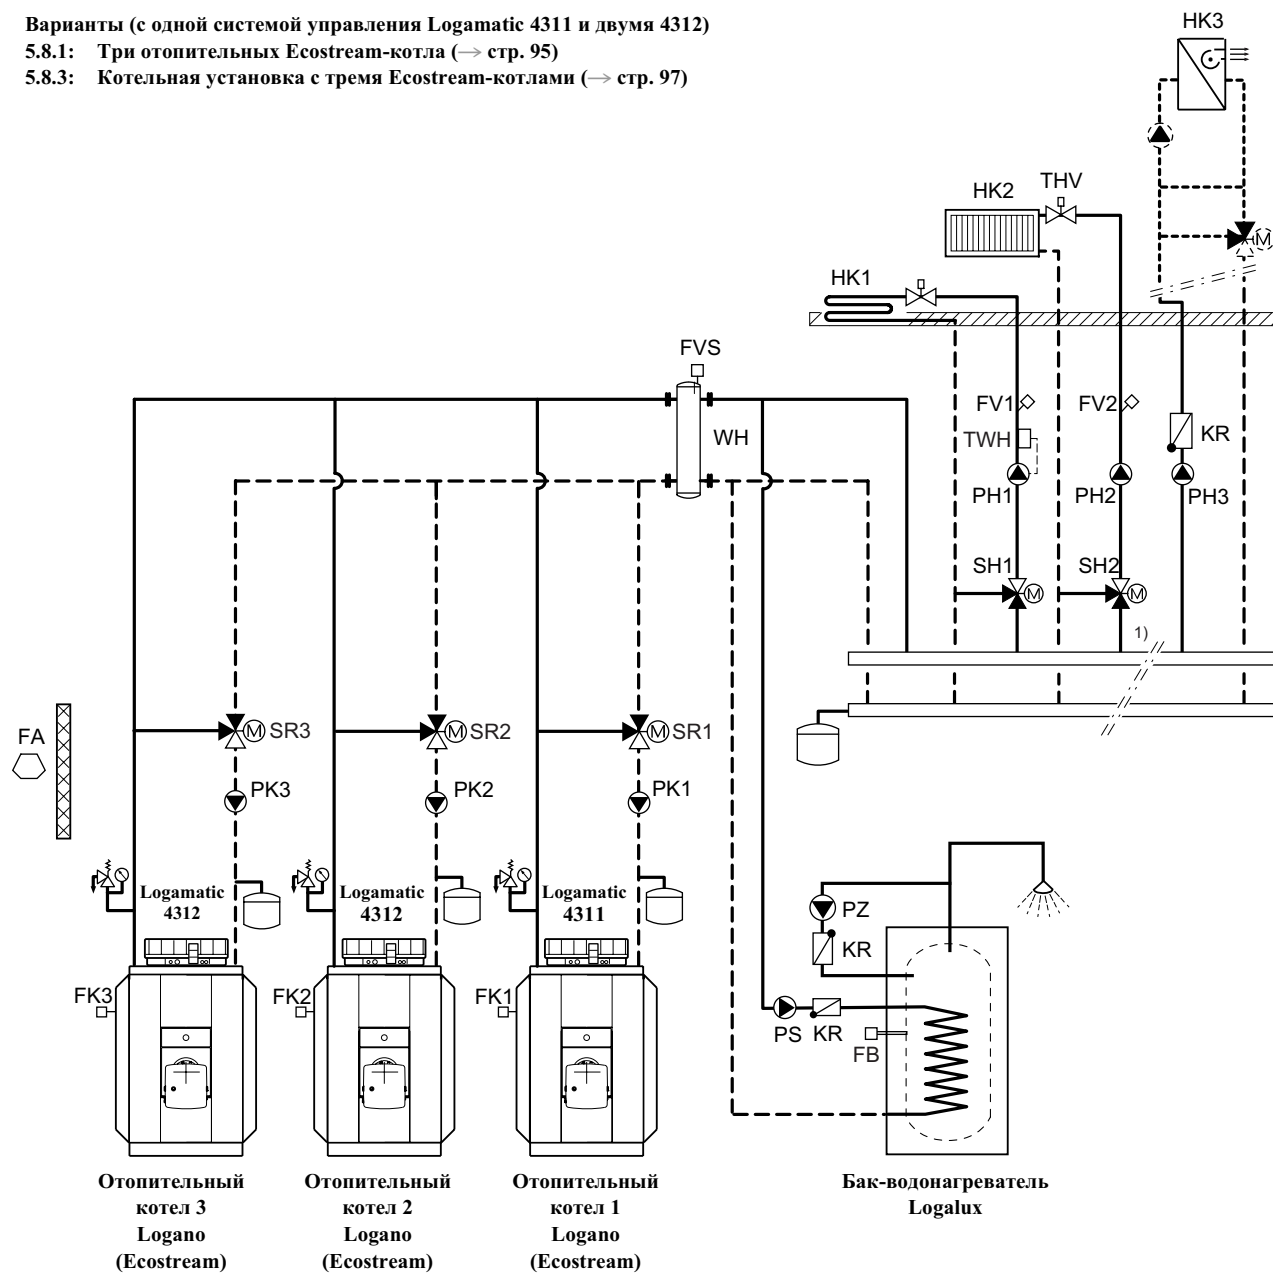 Варианты (с одной системой управления Logamatic 4311 и двумя 4312)
5.8.1: Три отопительных Ecostream-котла (→ стр. 95)
5.8.3: Котельная установка с тремя Ecostream-котлами (→ стр. 97)
HK3
THV
HK2
M
HK1
FVS
FV1
FV2
WH
TWH
KR
PH1
PH2
PH3
SH1
SH2
M
M
1)
FA
M SR3
M SR2
M SR1
PK3
PK2
PK1
Logamatic
4312
Logamatic
4312
Logamatic
4311
PZ
KR
FK3
FK2
FK1
PS
KR
FB
Отопительный
котел 3
Logano
(Ecostream)
Отопительный
котел 2
Logano
(Ecostream)
Отопительный
котел 1
Logano
(Ecostream)
Бак-водонагреватель
Logalux